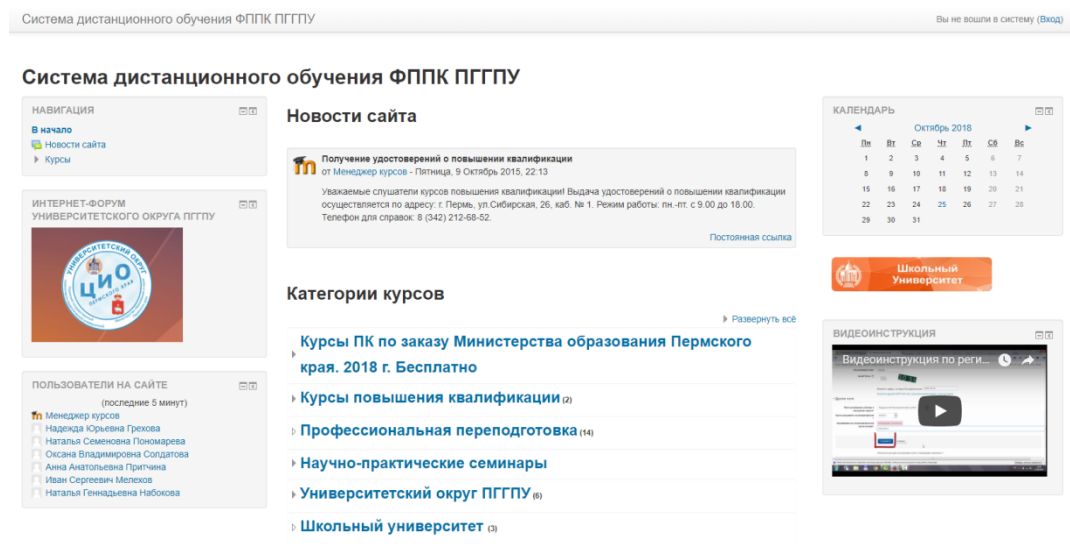 Система дистанционного обучения ФППК ПГГПУ
Вы не вошли в систему (Вход)
Система дистанционного обучения ФППК ПГГПУ
НАВИГАЦИЯ
В начало
Новости сайта
Курсы
ИНТЕРНЕТ-ФОРУМ
УНИВЕРСИТЕТСКОГО ОКРУГА ПГГПУ
УНИВЕРСИТЕТСКИЙ ОКРУГ
ЦИО
ПЕРМСКОГО КРАЯ
ПОЛЬЗОВАТЕЛИ НА САЙТЕ
(последние 5 минут)
Менеджер курсов
Надежда Юрьевна Грехова
Наталья Семеновна Пономарева
Оксана Владимировна Солдатова
Анна Анатольевна Притчина
Иван Сергеевич Мелехов
Наталья Геннадьевна Набокова
Новости сайта
Получение удостоверений о повышении квалификации
от Менеджер курсов - Пятница, 9 Октябрь 2015, 22:13
Уважаемые слушатели курсов повышения квалификации! Выдача удостоверений о повышении квалификации
осуществляется по адресу: г. Пермь, ул.Сибирская, 26, каб. № 1. Режим работы: пн.-пт. с 9.00 до 18.00.
Телефон для справок: 8 (342) 212-68-52.
Постоянная ссылка
Категории курсов
Развернуть всё
Курсы ПК по заказу Министерства образования Пермского
края. 2018 г. Бесплатно
Курсы повышения квалификации (2)
Профессиональная переподготовка (14)
Научно-практические семинары
Университетский округ ПГГПУ (6)
Школьный университет (3)
КАЛЕНДАРЬ
Октябрь 2018
Пн Вт Ср Чт Пт Сб Вс
1 2 3 4 5 6 7
8 9 10 11 12 13 14
15 16 17 18 19 20 21
22 23 24 25 26 27 28
29 30 31
Школьный
Университет
ВИДЕОИНСТРУКЦИЯ
Видеоинструкция по реги...